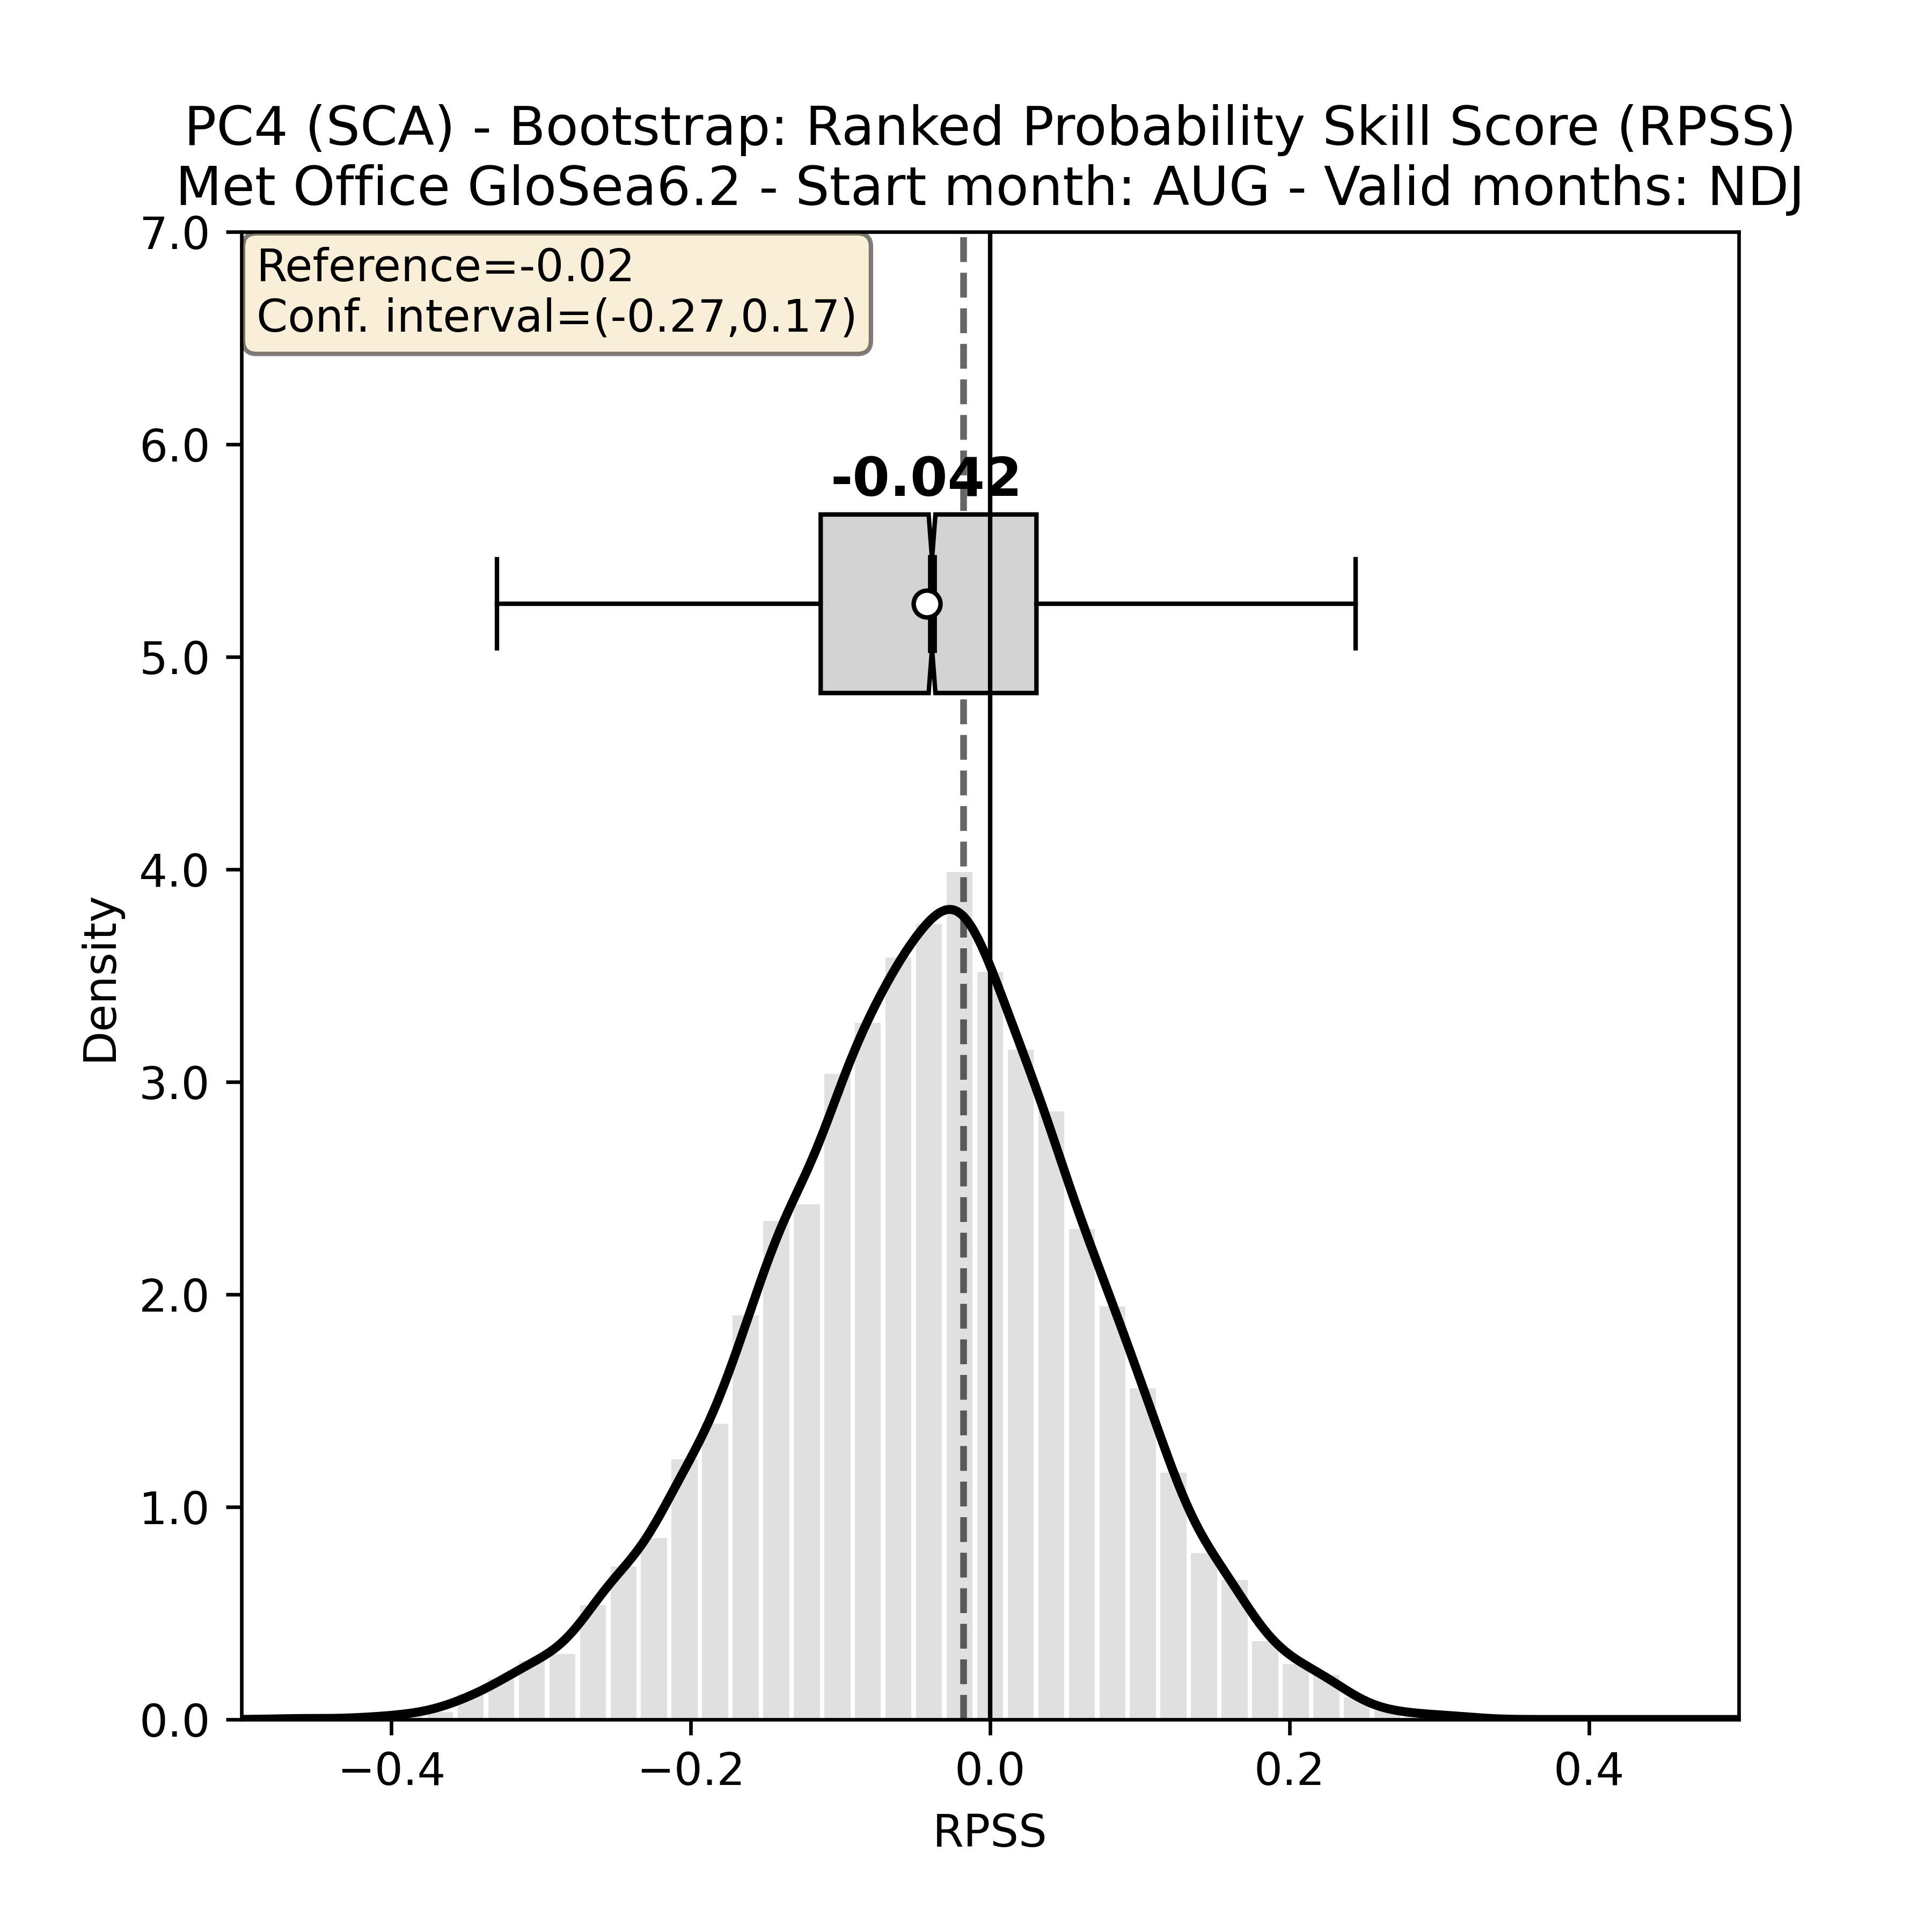 PC4 (SCA) - Bootstrap: Ranked Probability Skill Score (RPSS)
Met Office GloSea6.2 - Start month: AUG - Valid months: NDJ
Reference=-0.02
Conf. interval=(-0.27,0.17)
-0.042
7.0
6.0
5.0
4.0
3.0
2.0
1.0
0.0
Density
−0.4
−0.2
0.0
0.2
0.4
RPSS